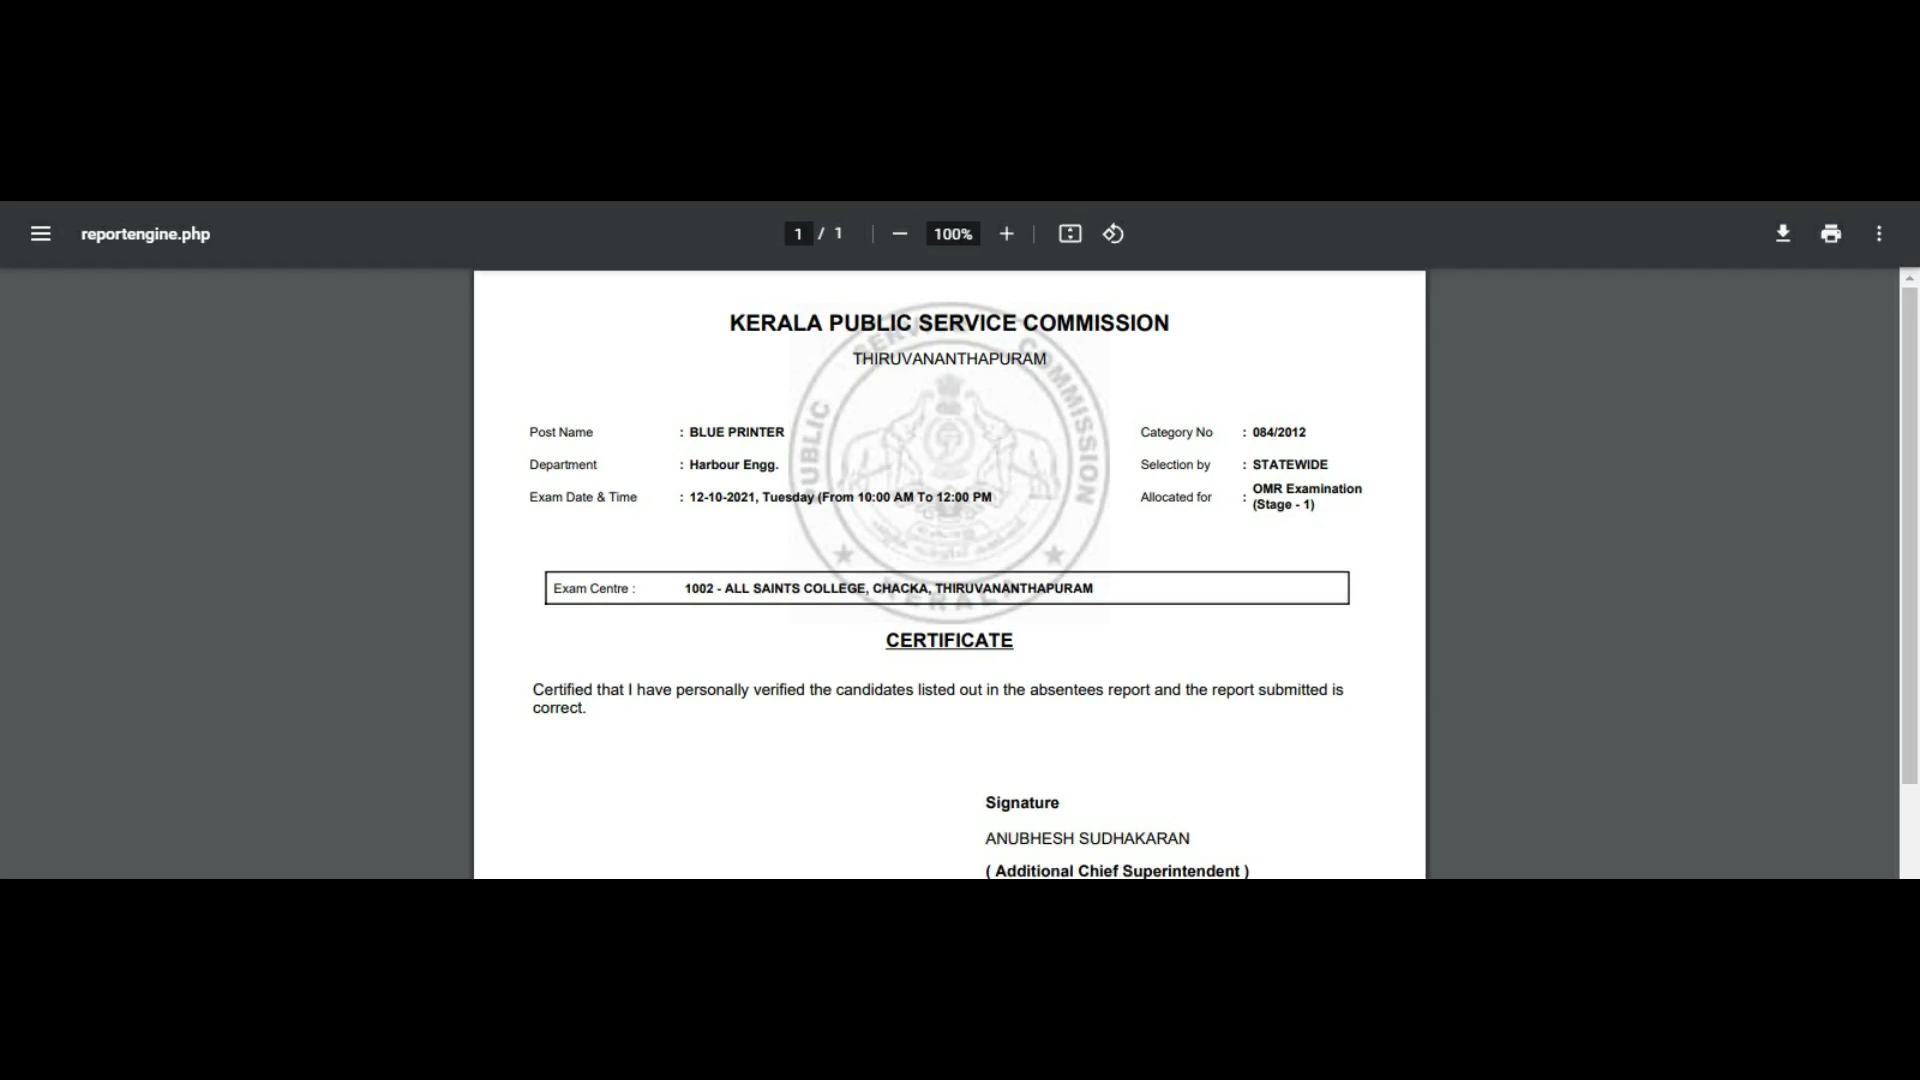 reportengine.php
1 / 1
100%
KERALA PUBLIC SERVICE COMMISSION
THIRUVANANTHAPURAM
Post Name : BLUE PRINTER
Category No : 084/2012
Department : Harbour Engg.
Selection by : STATEWIDE
Exam Date & Time : 12-10-2021, Tuesday (From 10:00 AM To 12:00 PM
Allocated for : OMR Examination
(Stage - 1)
PUBLIC SERVICE COMMISSION
KERALA
Exam Centre : 1002 - ALL SAINTS COLLEGE, CHACKA, THIRUVANANTHAPURAM
CERTIFICATE
Certified that I have personally verified the candidates listed out in the absentees report and the report submitted is
correct.
Signature
ANUBHESH SUDHAKARAN
( Additional Chief Superintendent )